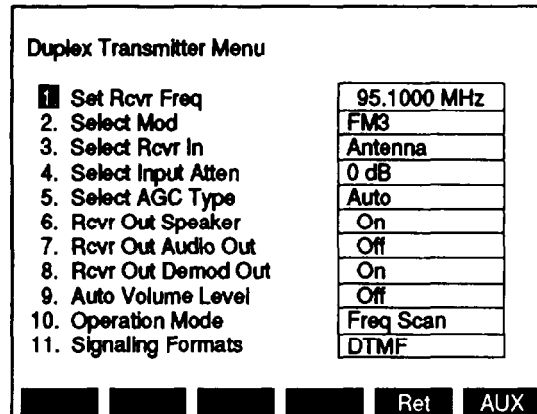 Duplex Transmitter Menu
1 Set Rcvr Freq 95.1000 MHz
2. Select Mod FM3
3. Select Rcvr In Antenna
4. Select Input Atten 0 dB
5. Select AGC Type Auto
6. Rcvr Out Speaker On
7. Rcvr Out Audio Out Off
8. Rcvr Out Demod Out On
9. Auto Volume Level Off
10. Operation Mode Freq Scan
11. Signaling Formats DTMF
Ret AUX